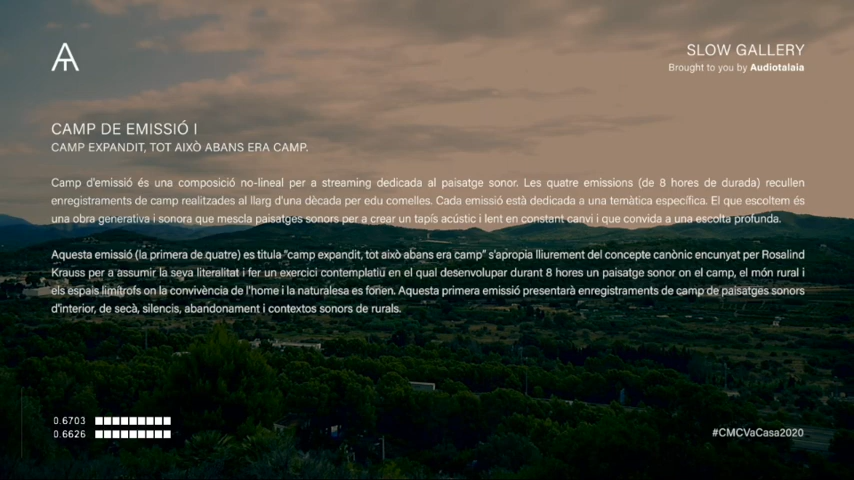 SLOW GALLERY
Brought to you by Audiotalaia
CAMP DE EMISSIÓ I
CAMP EXPANDIT, TOT AIXÒ ABANS ERA CAMP.
Camp d'emissió és una composició no-lineal per a streaming dedicada al paisatge sonor. Les quatre emissions (de 8 hores de durada) recullen
enregistraments de camp realitzades al llarg d'una dècada per edu comelles. Cada emissió està dedicada a una temàtica específica. El que escoltem és
una obra generativa i sonora que mescla paisatges sonors per a crear un tapís acústic i lent en constant canvi i que convida a una escolta profunda.
Aquesta emissió (la primera de quatre) es titula "camp expandit, tot això abans era camp" s'apropia lliurement del concepte canònic encunyat per Rosalind
Krauss per a assumir la seva literalitat i fer un exercici contemplatiu en el qual desenvolupar durant 8 hores un paisatge sonor on el camp, el món rural i
els espais limítrofs on la convivència de l'home i la naturalesa es fonen. Aquesta primera emissió presentarà enregistraments de camp de paisatges sonors
d'interior, de secà, silencis, abandonament i contextos sonors de rurals.
0.6703
0.6626
#CMCVaCasa2020